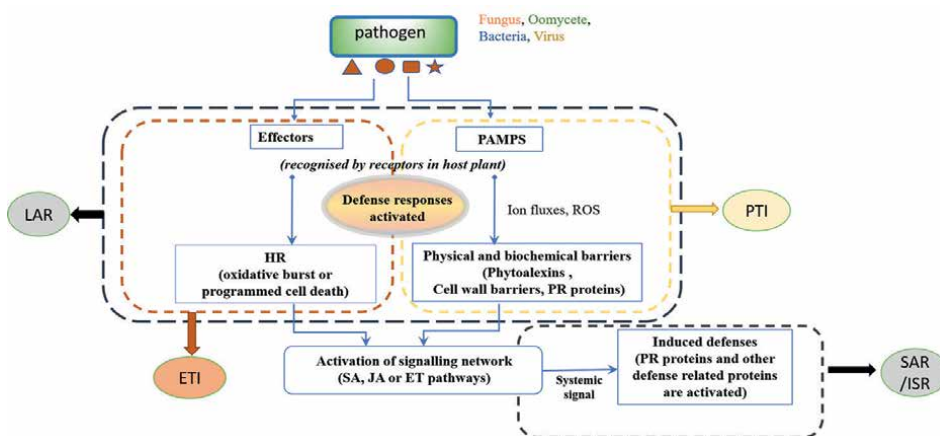 pathogen
Fungus, Oomycete,
Bacteria, Virus
Effectors
PAMPS
(recognised by receptors in host plant)
Defense responses
activated
Ion fluxes, ROS
LAR
PTI
HR
(oxidative burst or
programmed cell death)
Physical and biochemical barriers
(Phytoalexins ,
Cell wall barriers, PR proteins)
ETI
Activation of signalling network
(SA, JA or ET pathways)
Systemic
signal
Induced defenses
(PR proteins and other
defense related proteins
are activated)
SAR
/ISR